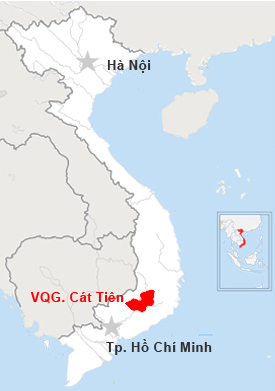 Hà Nội
VQG. Cát Tiên
Tp. Hồ Chí Minh